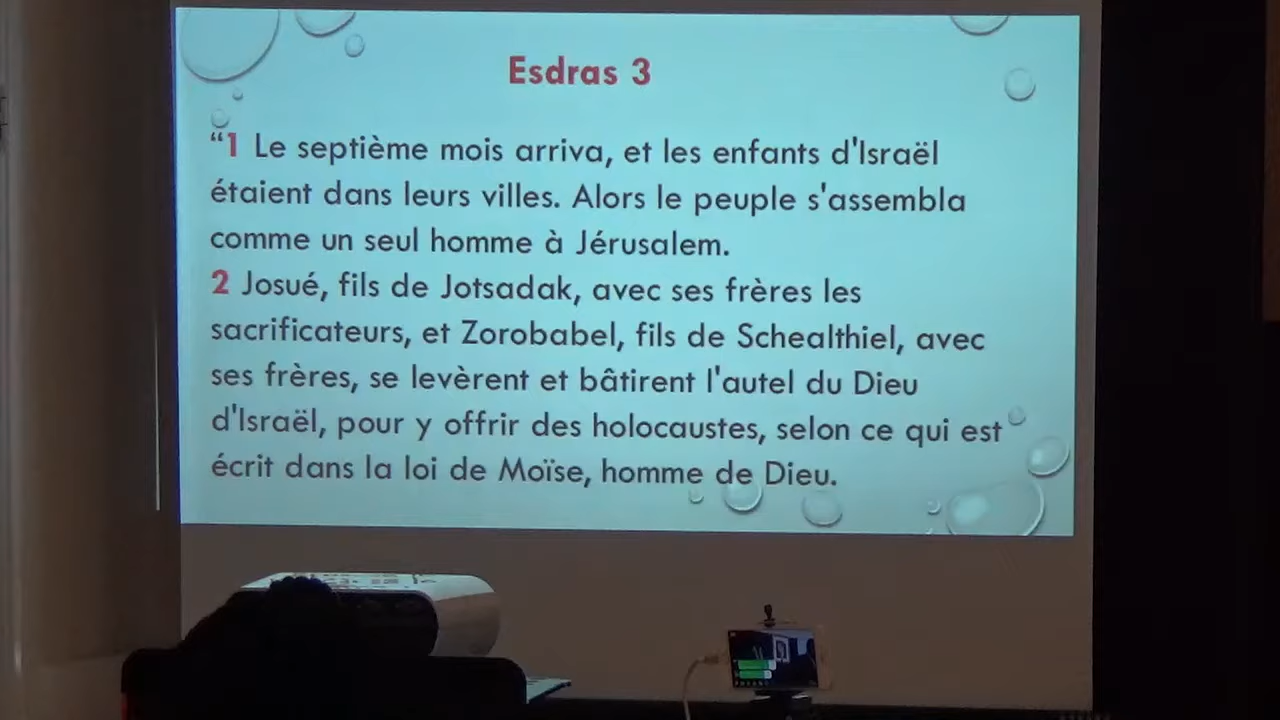 Esdras 3
“1 Le septième mois arriva, et les enfants d'Israël
étaient dans leurs villes. Alors le peuple s'assembla
comme un seul homme à Jérusalem.
2 Josué, fils de Jotsadak, avec ses frères les
sacrificateurs, et Zorobabel, fils de Schealthiel, avec
ses frères, se levèrent et bâtirent l'autel du Dieu
d'Israël, pour y offrir des holocaustes, selon ce qui est
écrit dans la loi de Moïse, homme de Dieu.